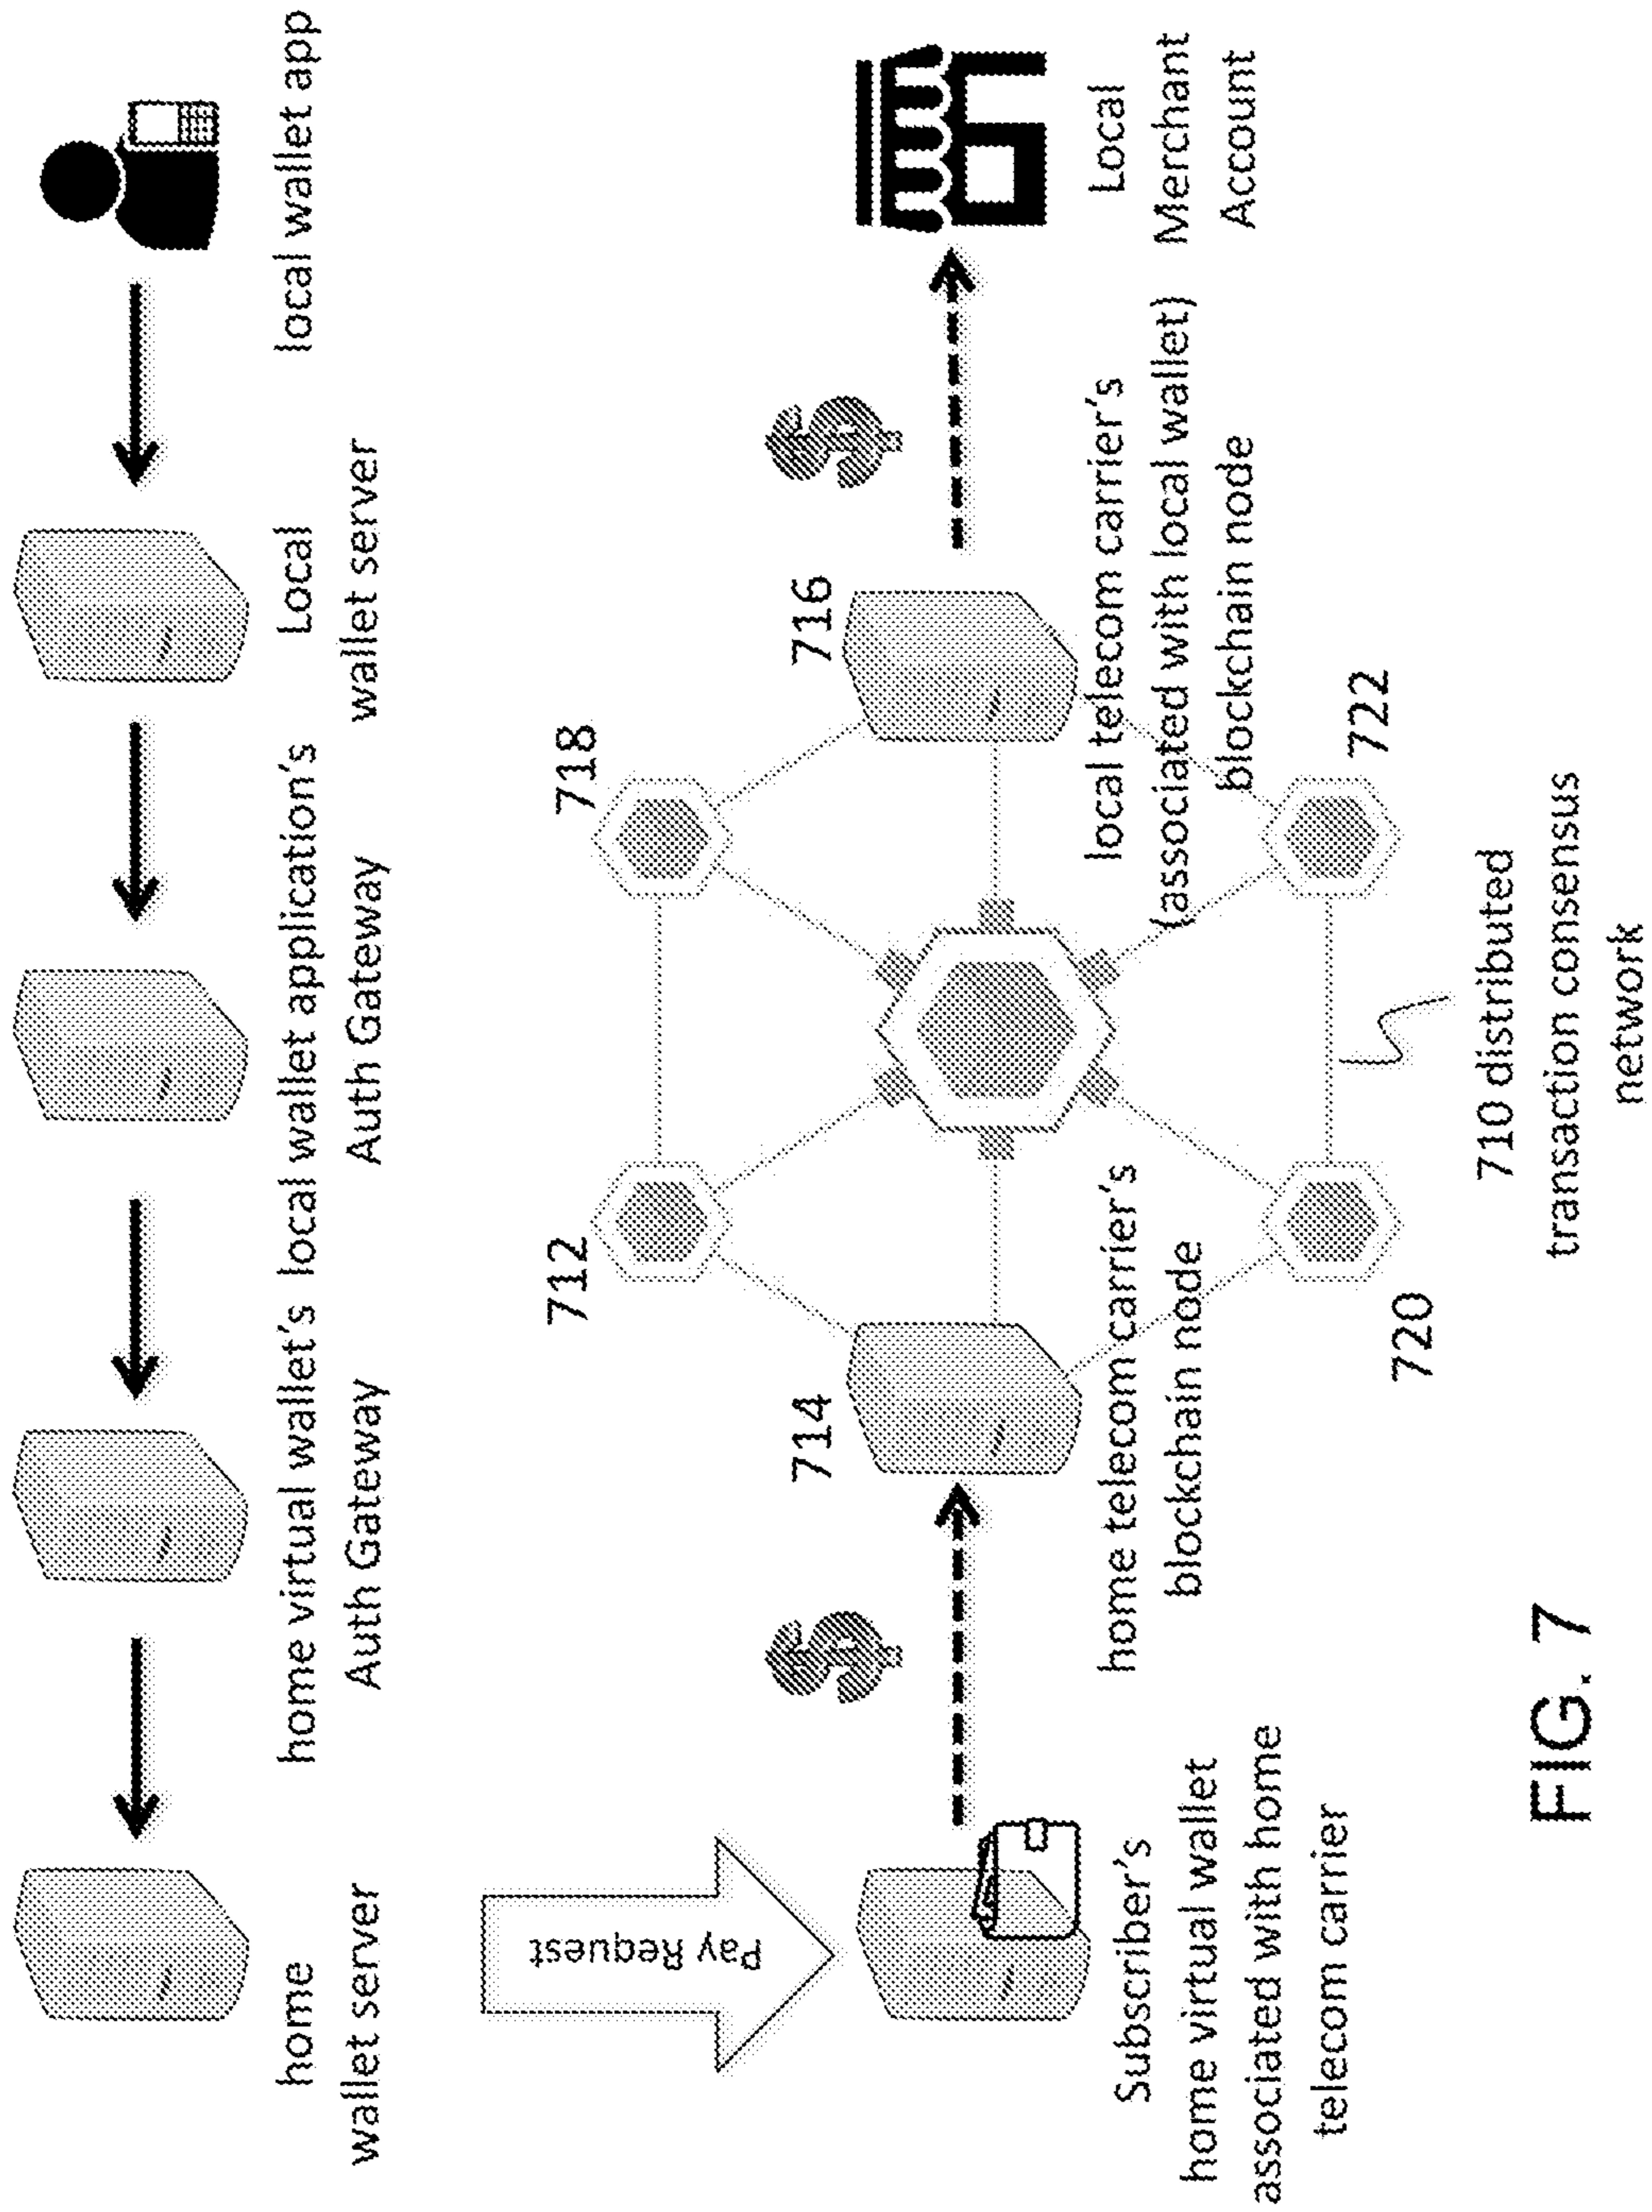 local wallet app
Local
wallet server
local wallet application's
Auth Gateway
home virtual wallet's
Auth Gateway
home
wallet server
Pay Request
Subscriber's
home virtual wallet
associated with home
telecom carrier
714
home telecom carrier's
blockchain node
712
718
716
local telecom carrier's
(associated with local wallet)
blockchain node
Local
Merchant
Account
720
722
710 distributed
transaction consensus
network
FIG. 7